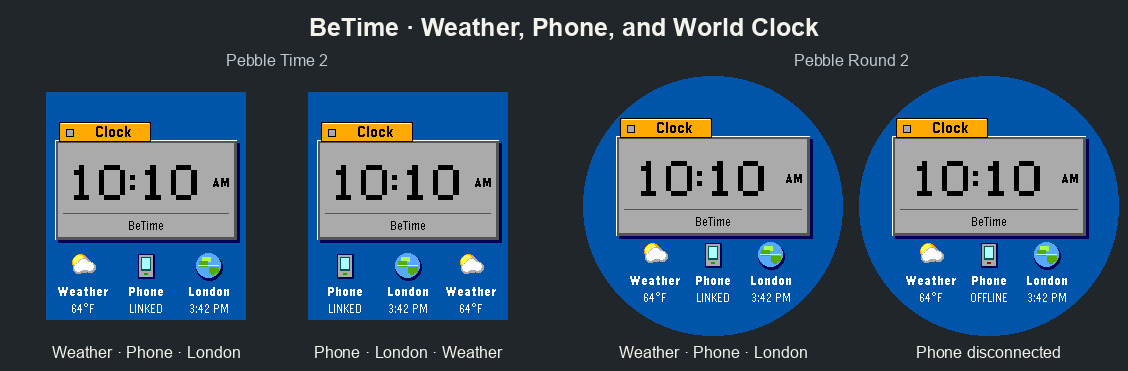 BeTime · Weather, Phone, and World Clock
Pebble Time 2
Pebble Round 2
Clock
10:10 AM
BeTime
Weather Phone London
64°F LINKED 3:42 PM
Weather · Phone · London
Clock
10:10 AM
BeTime
Phone London Weather
LINKED 3:42 PM 64°F
Phone · London · Weather
Clock
10:10 AM
BeTime
Weather Phone London
64°F LINKED 3:42 PM
Weather · Phone · London
Clock
10:10 AM
BeTime
Weather Phone London
64°F OFFLINE 3:42 PM
Phone disconnected